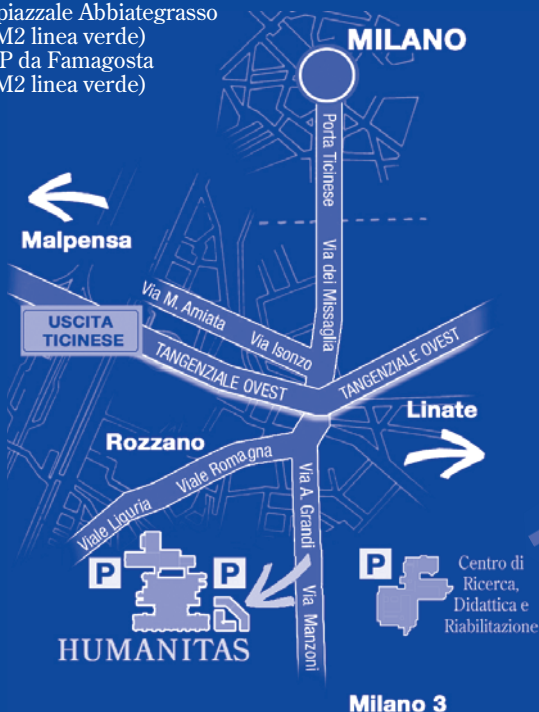 piazzale Abbiategrasso
M2 linea verde)
P da Famagosta
M2 linea verde)
MILANO
Porta Ticinese
Via dei Missaglia
Malpensa
Via M. Amiata
Via Isonzo
USCITA
TICINESE
TANGENZIALE OVEST
TANGENZIALE OVEST
Linate
Rozzano
Viale Romagna
Viale Liguria
Via A. Grandi
Via Manzoni
P
P
P
Centro di
Ricerca,
Didattica e
Riabilitazione
HUMANITAS
Milano 3